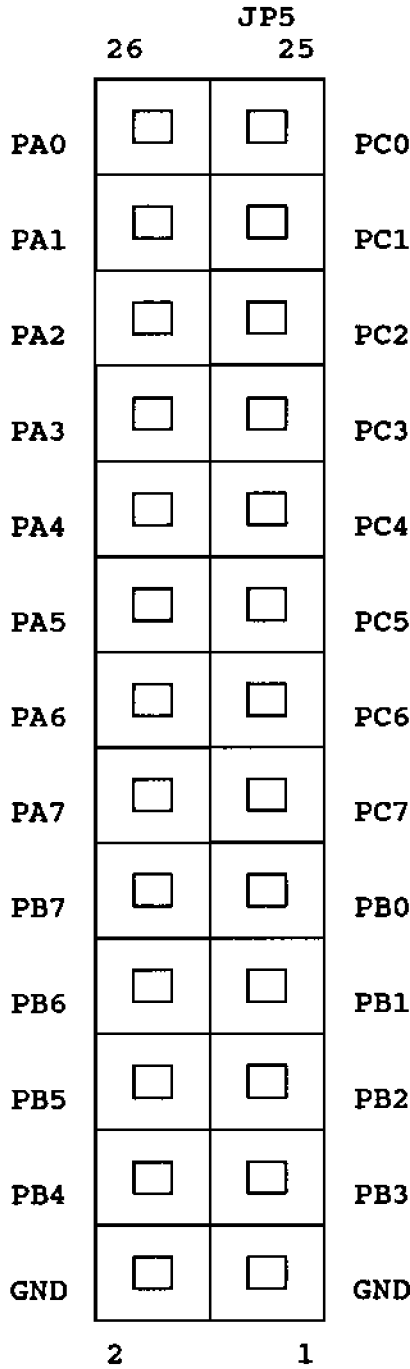 JP5
26 25
PA0 PC0
PA1 PC1
PA2 PC2
PA3 PC3
PA4 PC4
PA5 PC5
PA6 PC6
PA7 PC7
PB7 PB0
PB6 PB1
PB5 PB2
PB4 PB3
GND GND
2 1